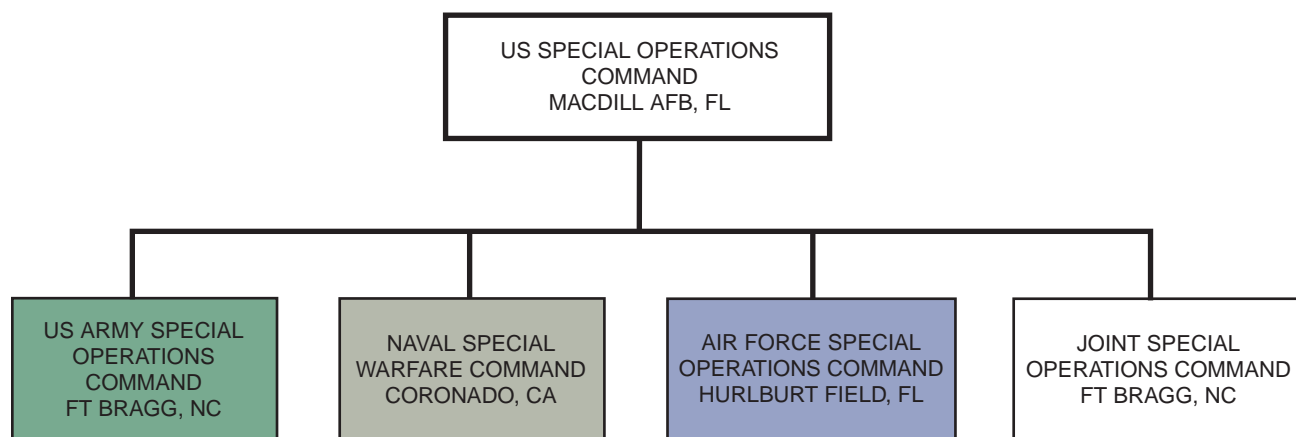 US SPECIAL OPERATIONS
COMMAND
MACDILL AFB, FL
US ARMY SPECIAL
OPERATIONS
COMMAND
FT BRAGG, NC
NAVAL SPECIAL
WARFARE COMMAND
CORONADO, CA
AIR FORCE SPECIAL
OPERATIONS COMMAND
HURLBURT FIELD, FL
JOINT SPECIAL
OPERATIONS COMMAND
FT BRAGG, NC